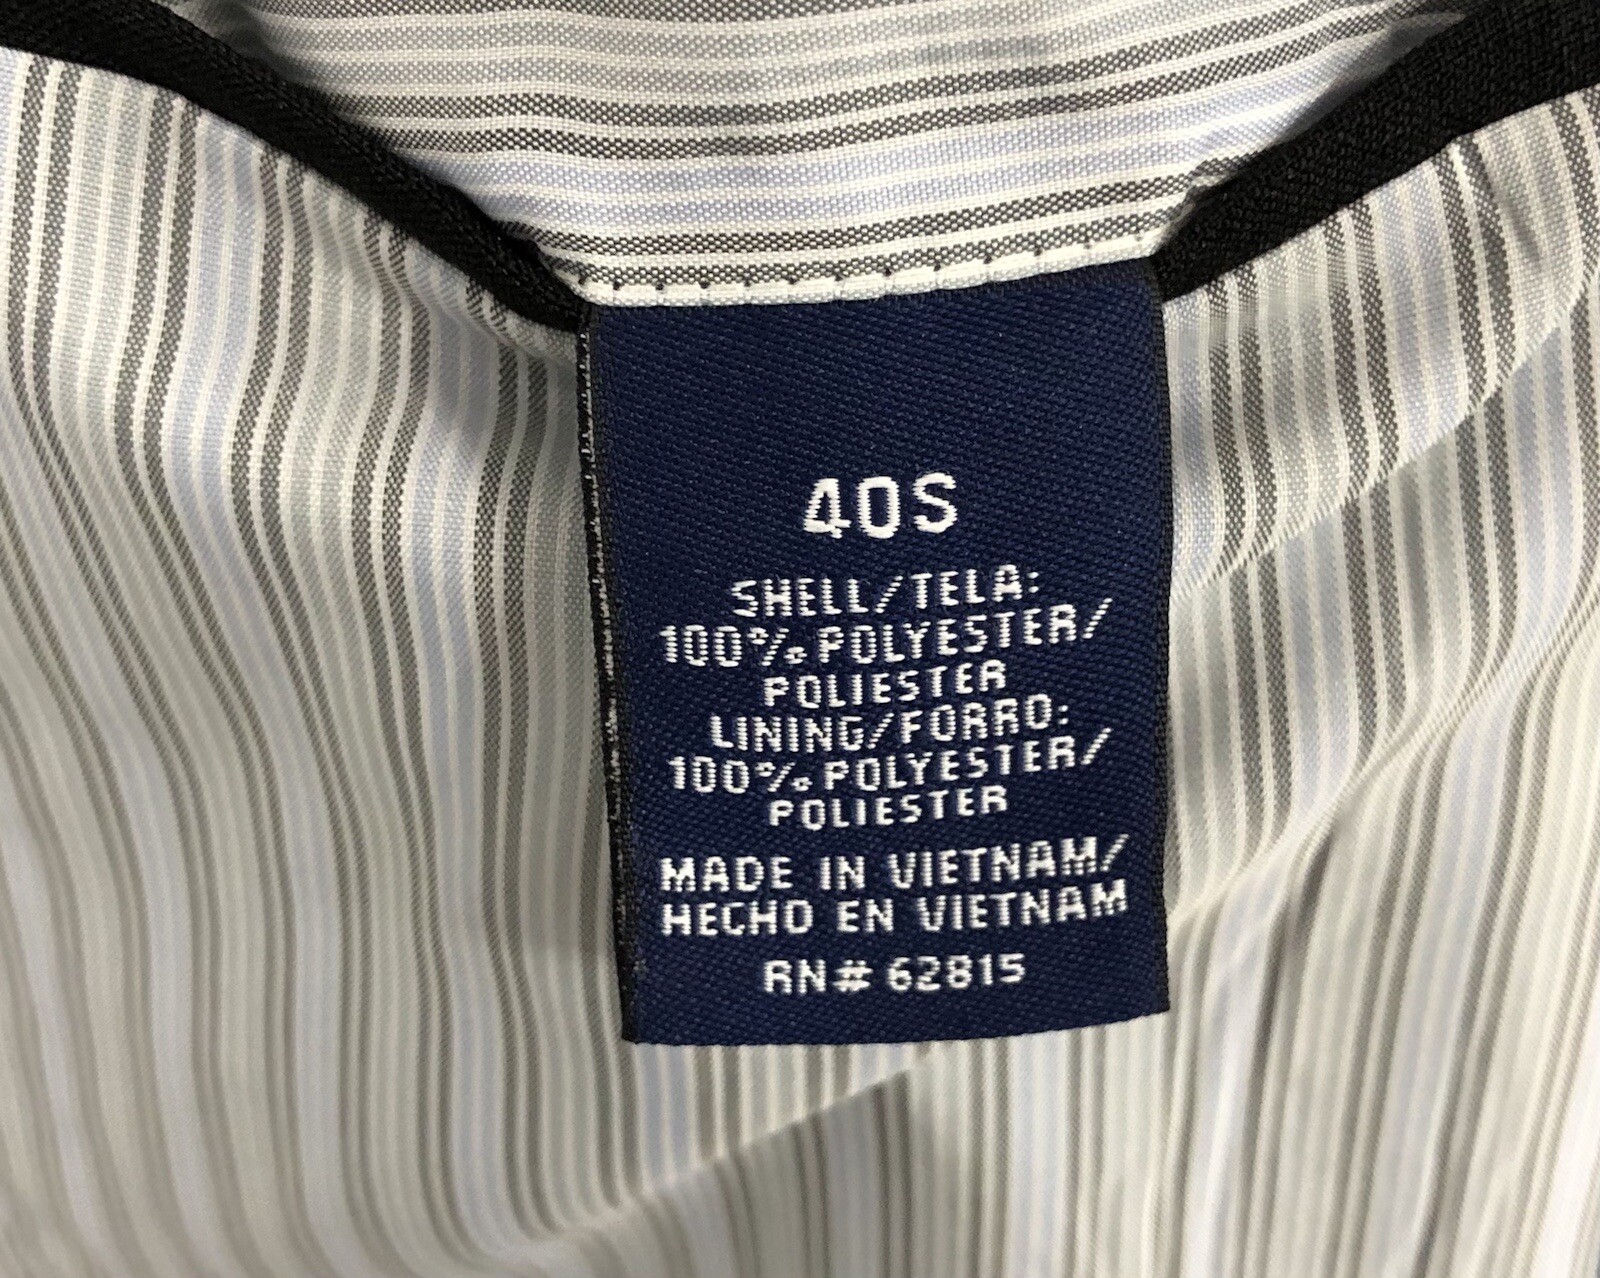 40S
SHELL/TELA:
100% POLYESTER/
POLIESTER
LINING/FORRO:
100% POLYESTER/
POLIESTER
MADE IN VIETNAM/
HECHO EN VIETNAM
RN# 62815